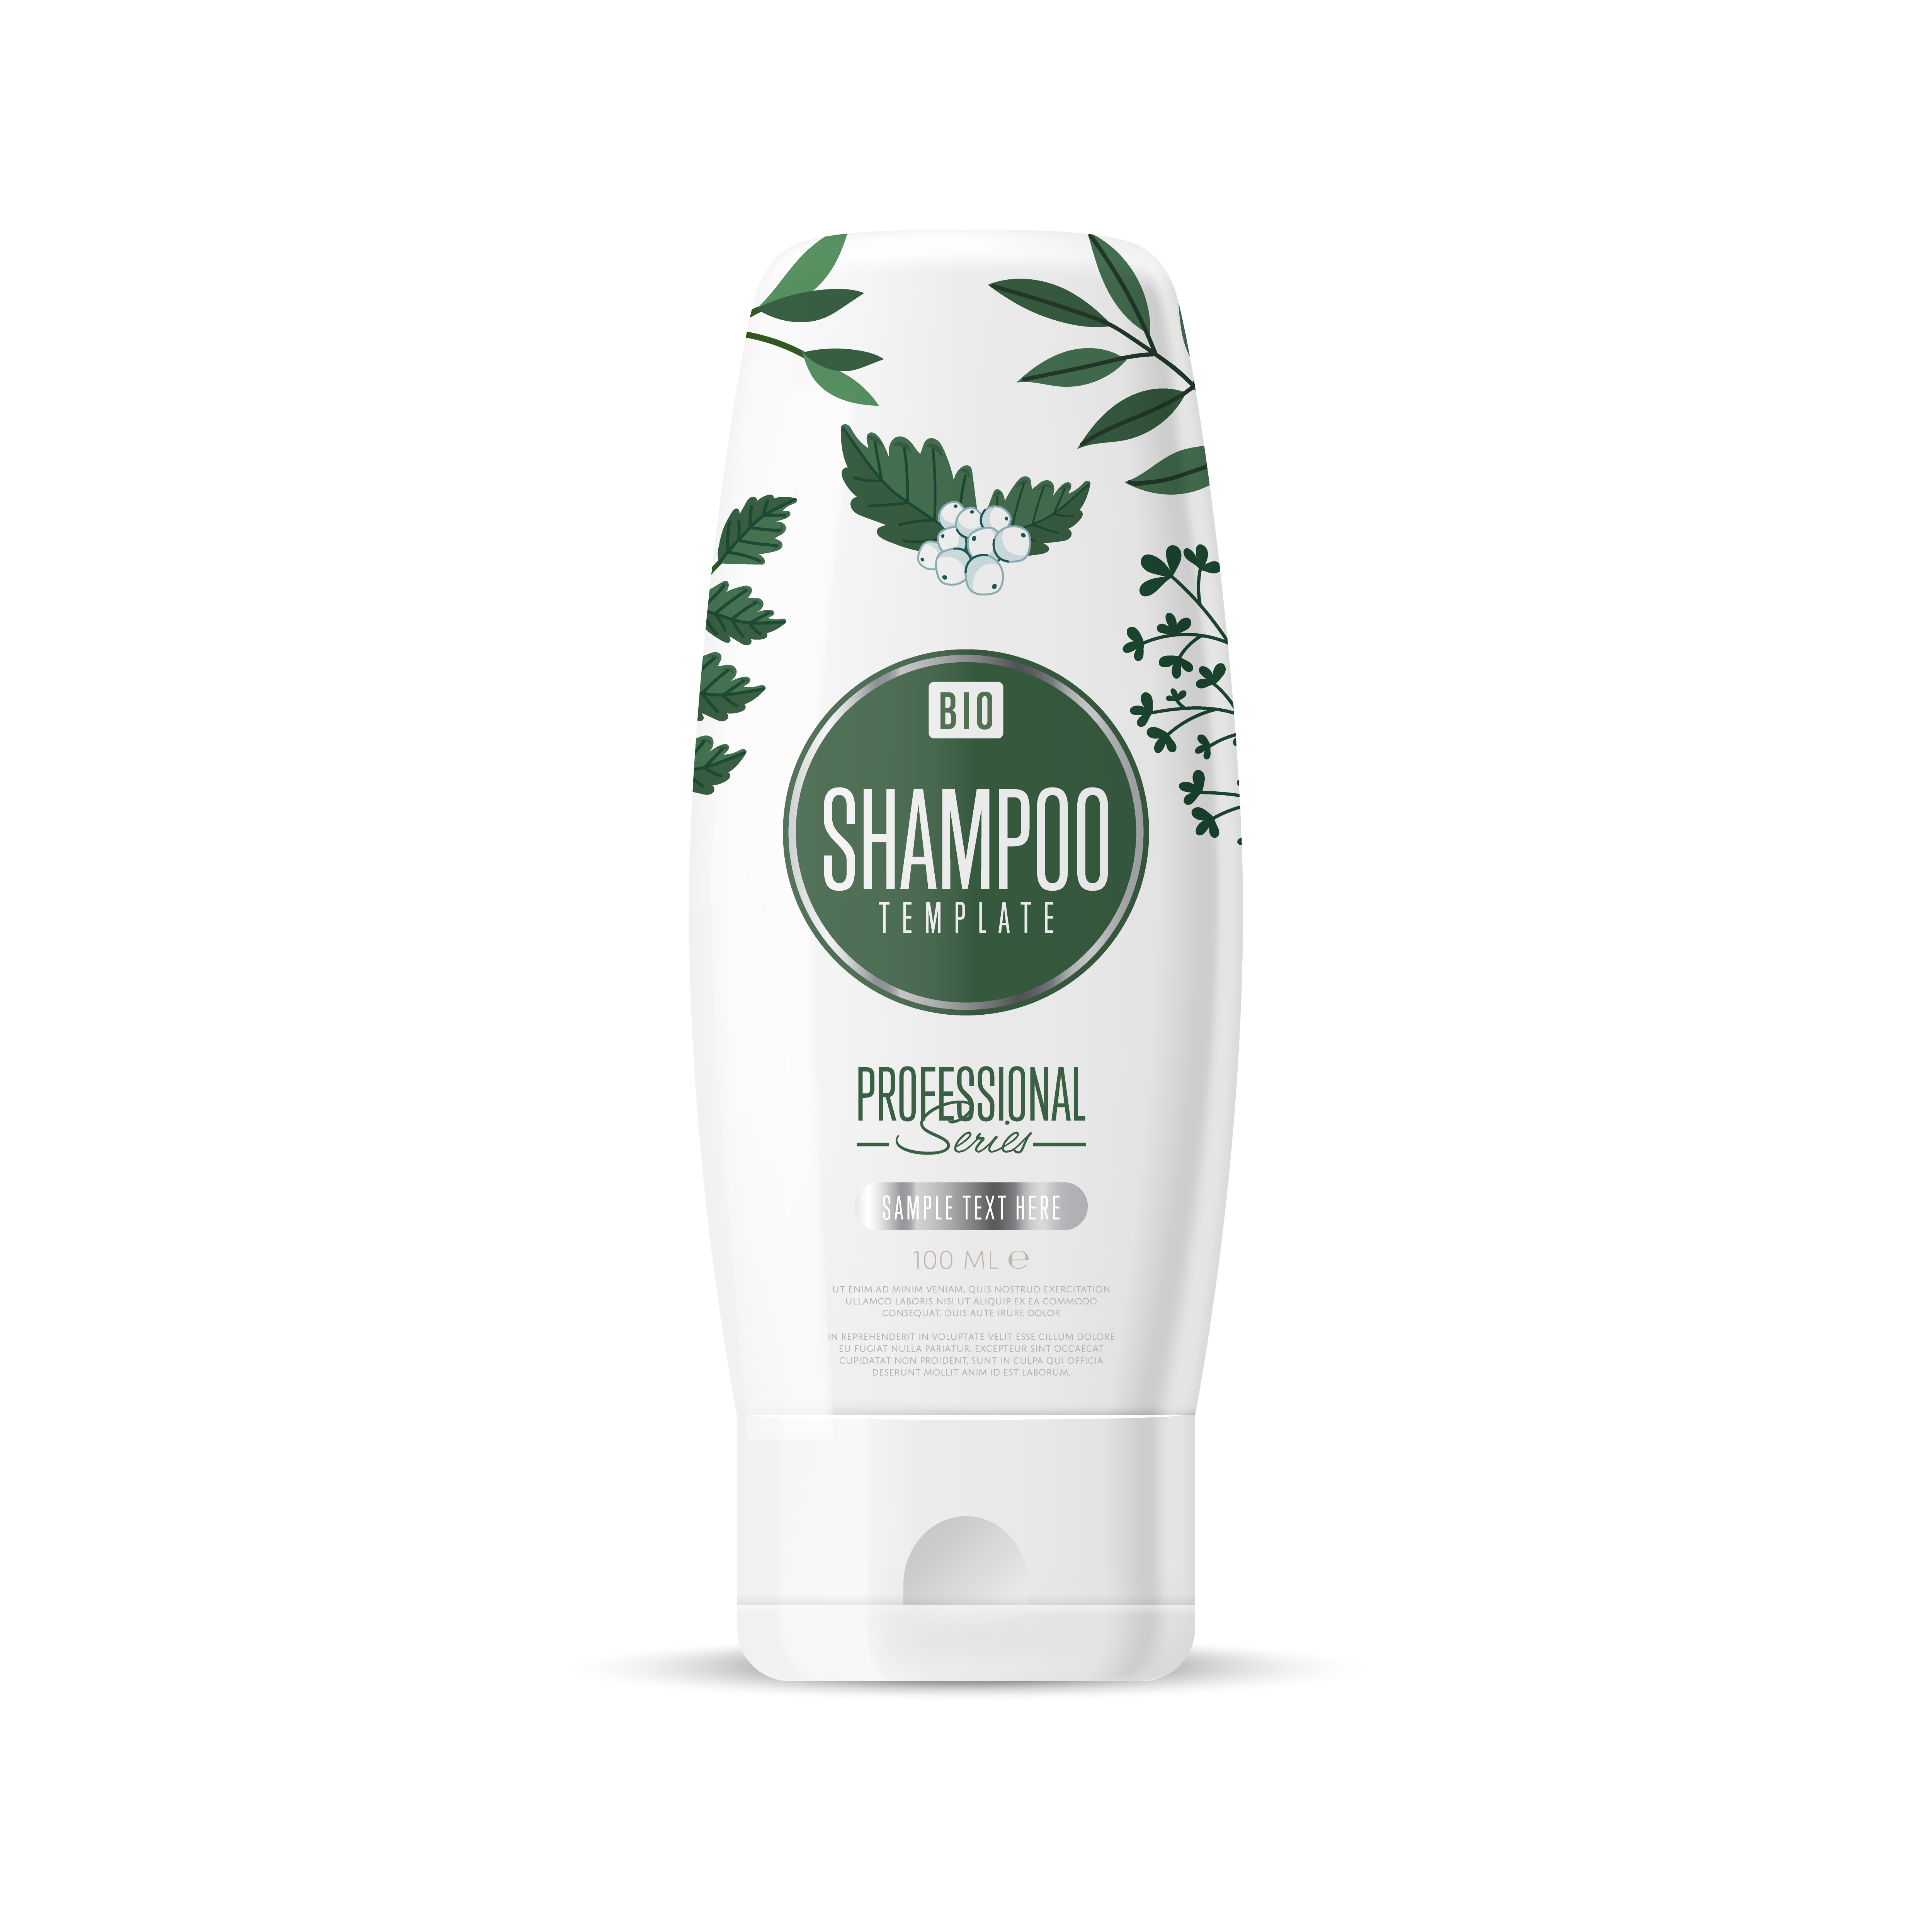 BIO
SHAMPOO
TEMPLATE
PROFESSIONAL
Series
SAMPLE TEXT HERE
100 ML ℮
UT ENIM AD MINIM VENIAM, QUIS NOSTRUD EXERCITATION
ULLAMCO LABORIS NISI UT ALIQUIP EX EA COMMODO
CONSEQUAT. DUIS AUTE IRURE DOLOR
IN REPREHENDERIT IN VOLUPTATE VELIT ESSE CILLUM DOLORE
EU FUGIAT NULLA PARIATUR. EXCEPTEUR SINT OCCAECAT
CUPIDATAT NON PROIDENT, SUNT IN CULPA QUI OFFICIA
DESERUNT MOLLIT ANIM ID EST LABORUM.